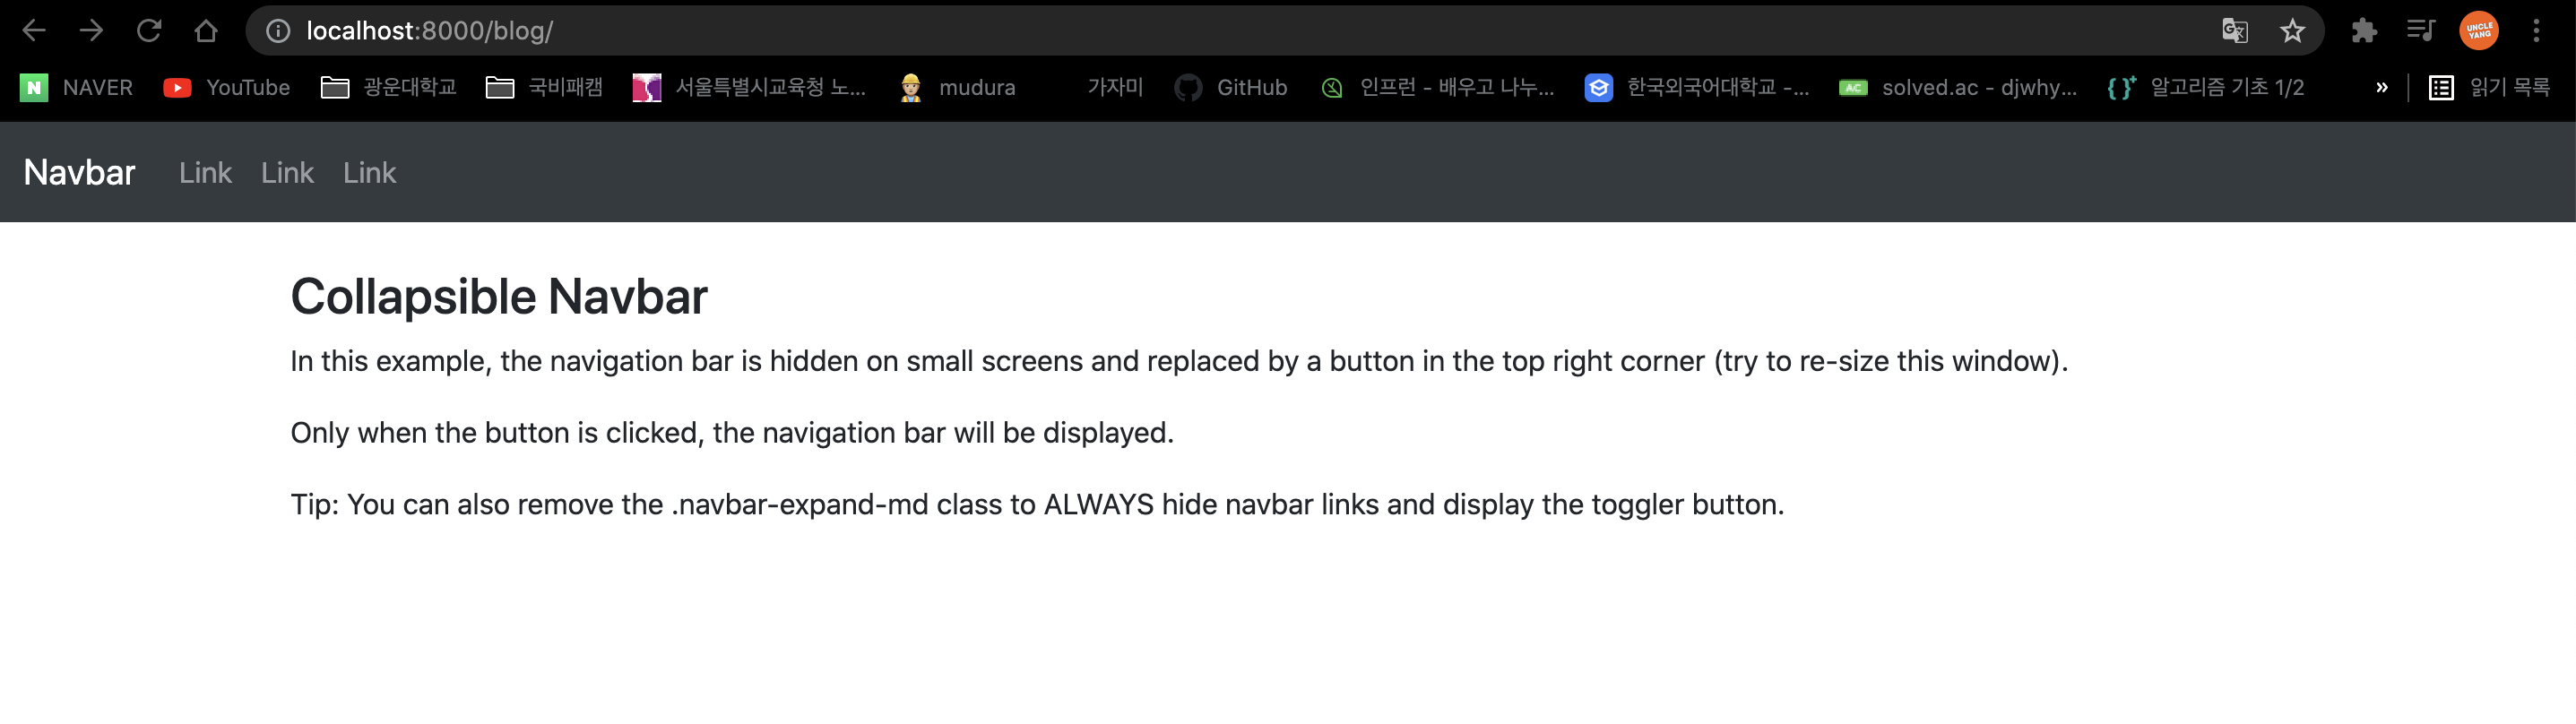 localhost:8000/blog/
UNCLE YANG
N NAVER YouTube 광운대학교 국비패캠 서울특별시교육청 노... mudura 가자미 GitHub 인프런 - 배우고 나누... 한국외국어대학교 -... AC solved.ac - djwhy... 알고리즘 기초 1/2 » 읽기 목록
Navbar Link Link Link
Collapsible Navbar
In this example, the navigation bar is hidden on small screens and replaced by a button in the top right corner (try to re-size this window).
Only when the button is clicked, the navigation bar will be displayed.
Tip: You can also remove the .navbar-expand-md class to ALWAYS hide navbar links and display the toggler button.